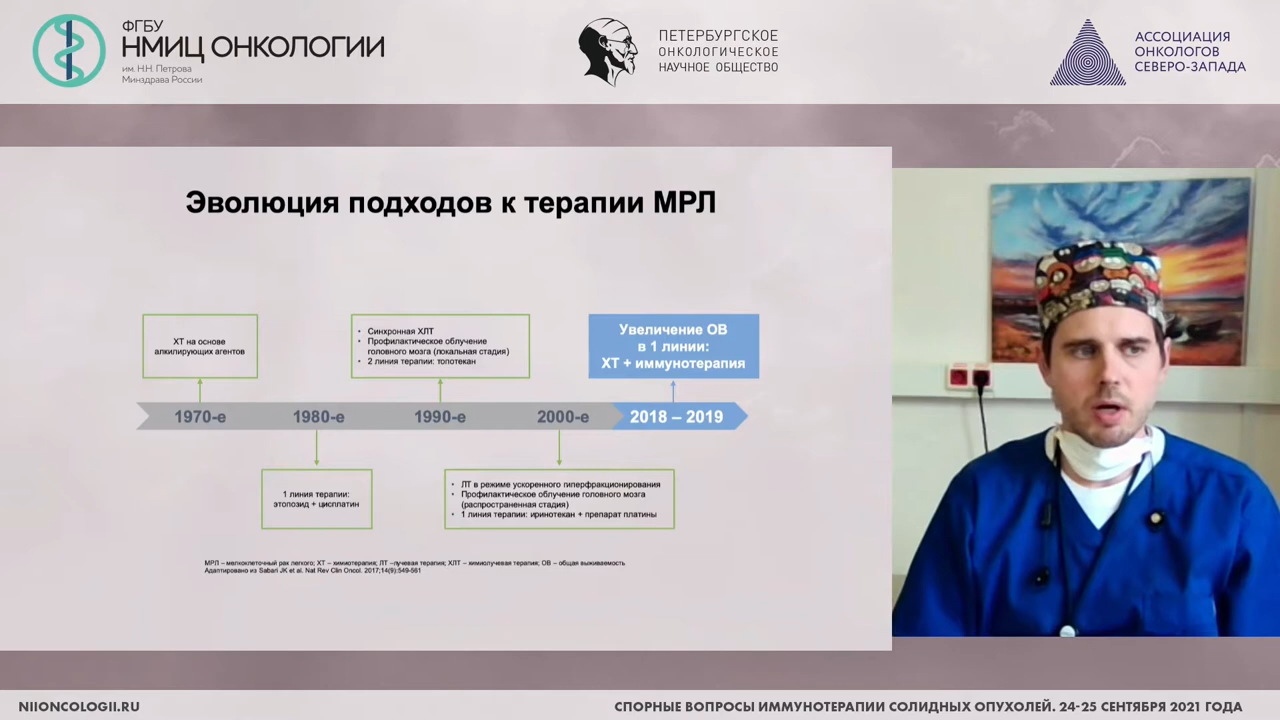 ФГБУ
НМИЦ ОНКОЛОГИИ
им. Н.Н. Петрова
Минздрава России
ПЕТЕРБУРГСКОЕ
ОНКОЛОГИЧЕСКОЕ
НАУЧНОЕ ОБЩЕСТВО
АССОЦИАЦИЯ
ОНКОЛОГОВ
СЕВЕРО-ЗАПАДА
Эволюция подходов к терапии МРЛ
ХТ на основе
алкилирующих агентов
• Синхронная ХЛТ
• Профилактическое облучение
головного мозга (локальная стадия)
• 2 линия терапии: топотекан
Увеличение ОВ
в 1 линии:
ХТ + иммунотерапия
1970-е 1980-е 1990-е 2000-е 2018 – 2019
1 линия терапии:
этопозид + цисплатин
• ЛТ в режиме ускоренного гиперфракционирования
• Профилактическое облучение головного мозга
(распространенная стадия)
• 1 линия терапии: иринотекан + препарат платины
МРЛ – мелкоклеточный рак легкого; ХТ – химиотерапия; ЛТ –лучевая терапия; ХЛТ – химиолучевая терапия; ОВ – общая выживаемость
Адаптировано из Sabari JK et al. Nat Rev Clin Oncol. 2017;14(9):549-561
NIIONCOLOGII.RU
СПОРНЫЕ ВОПРОСЫ ИММУНОТЕРАПИИ СОЛИДНЫХ ОПУХОЛЕЙ. 24-25 СЕНТЯБРЯ 2021 ГОДА